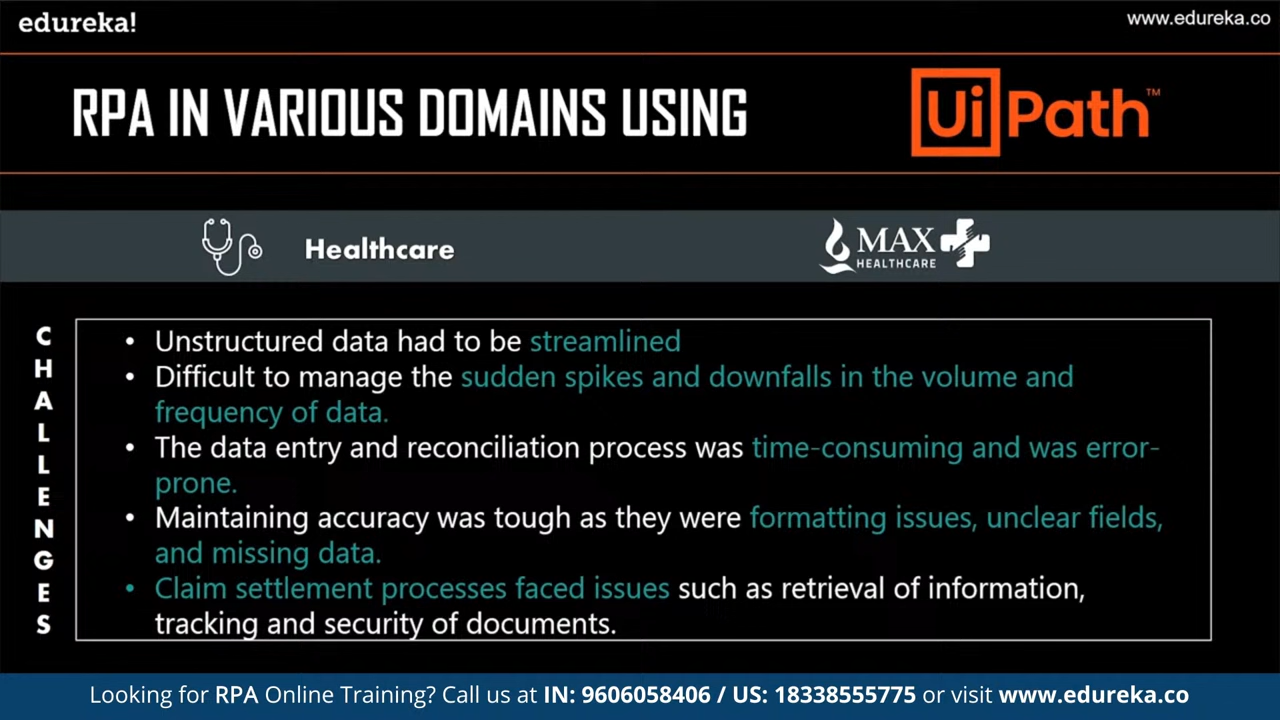 edureka!
www.edureka.co
RPA IN VARIOUS DOMAINS USING
UiPath™
Healthcare
MAX
HEALTHCARE
CHALLENGES
• Unstructured data had to be streamlined
• Difficult to manage the sudden spikes and downfalls in the volume and
frequency of data.
• The data entry and reconciliation process was time-consuming and was error-
prone.
• Maintaining accuracy was tough as they were formatting issues, unclear fields,
and missing data.
• Claim settlement processes faced issues such as retrieval of information,
tracking and security of documents.
Looking for RPA Online Training? Call us at IN: 9606058406 / US: 18338555775 or visit www.edureka.co